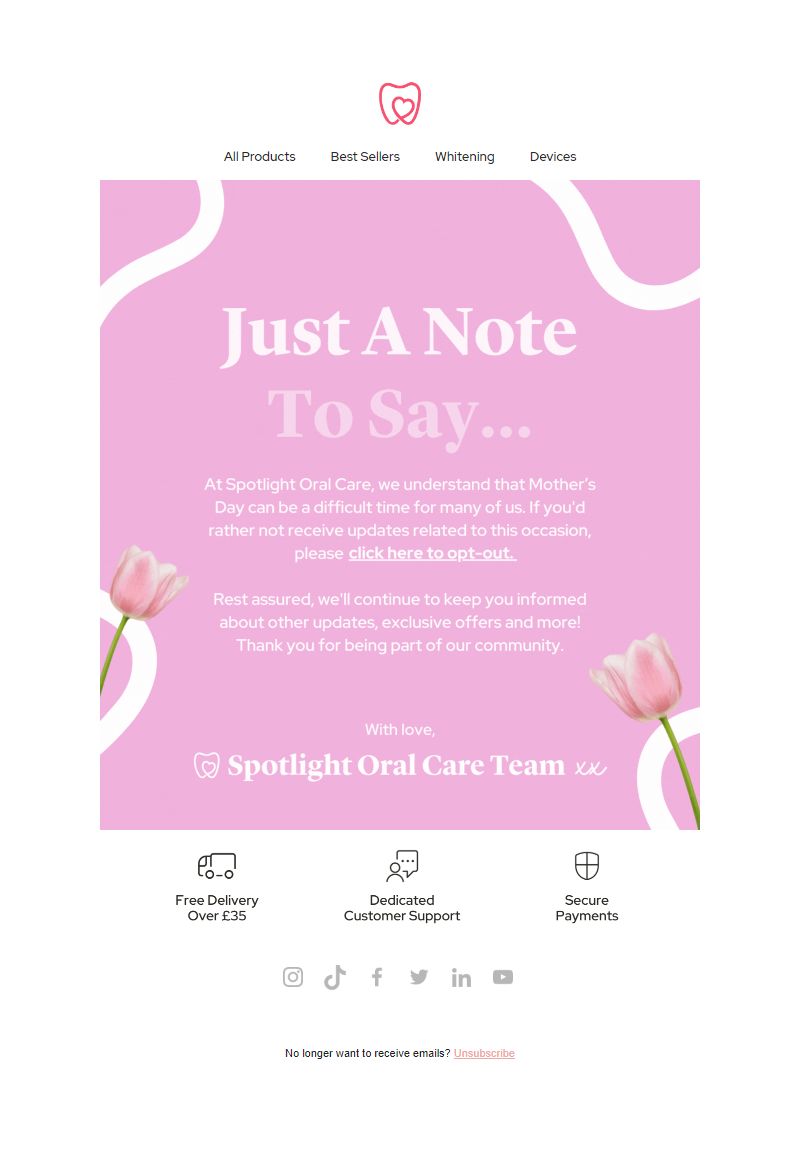 All Products Best Sellers Whitening Devices
Just A Note
To Say...
At Spotlight Oral Care, we understand that Mother's
Day can be a difficult time for many of us. If you'd
rather not receive updates related to this occasion,
please click here to opt-out.
Rest assured, we'll continue to keep you informed
about other updates, exclusive offers and more!
Thank you for being part of our community.
With love,
Spotlight Oral Care Team xx
Free Delivery
Over £35
Dedicated
Customer Support
Secure
Payments
No longer want to receive emails? Unsubscribe